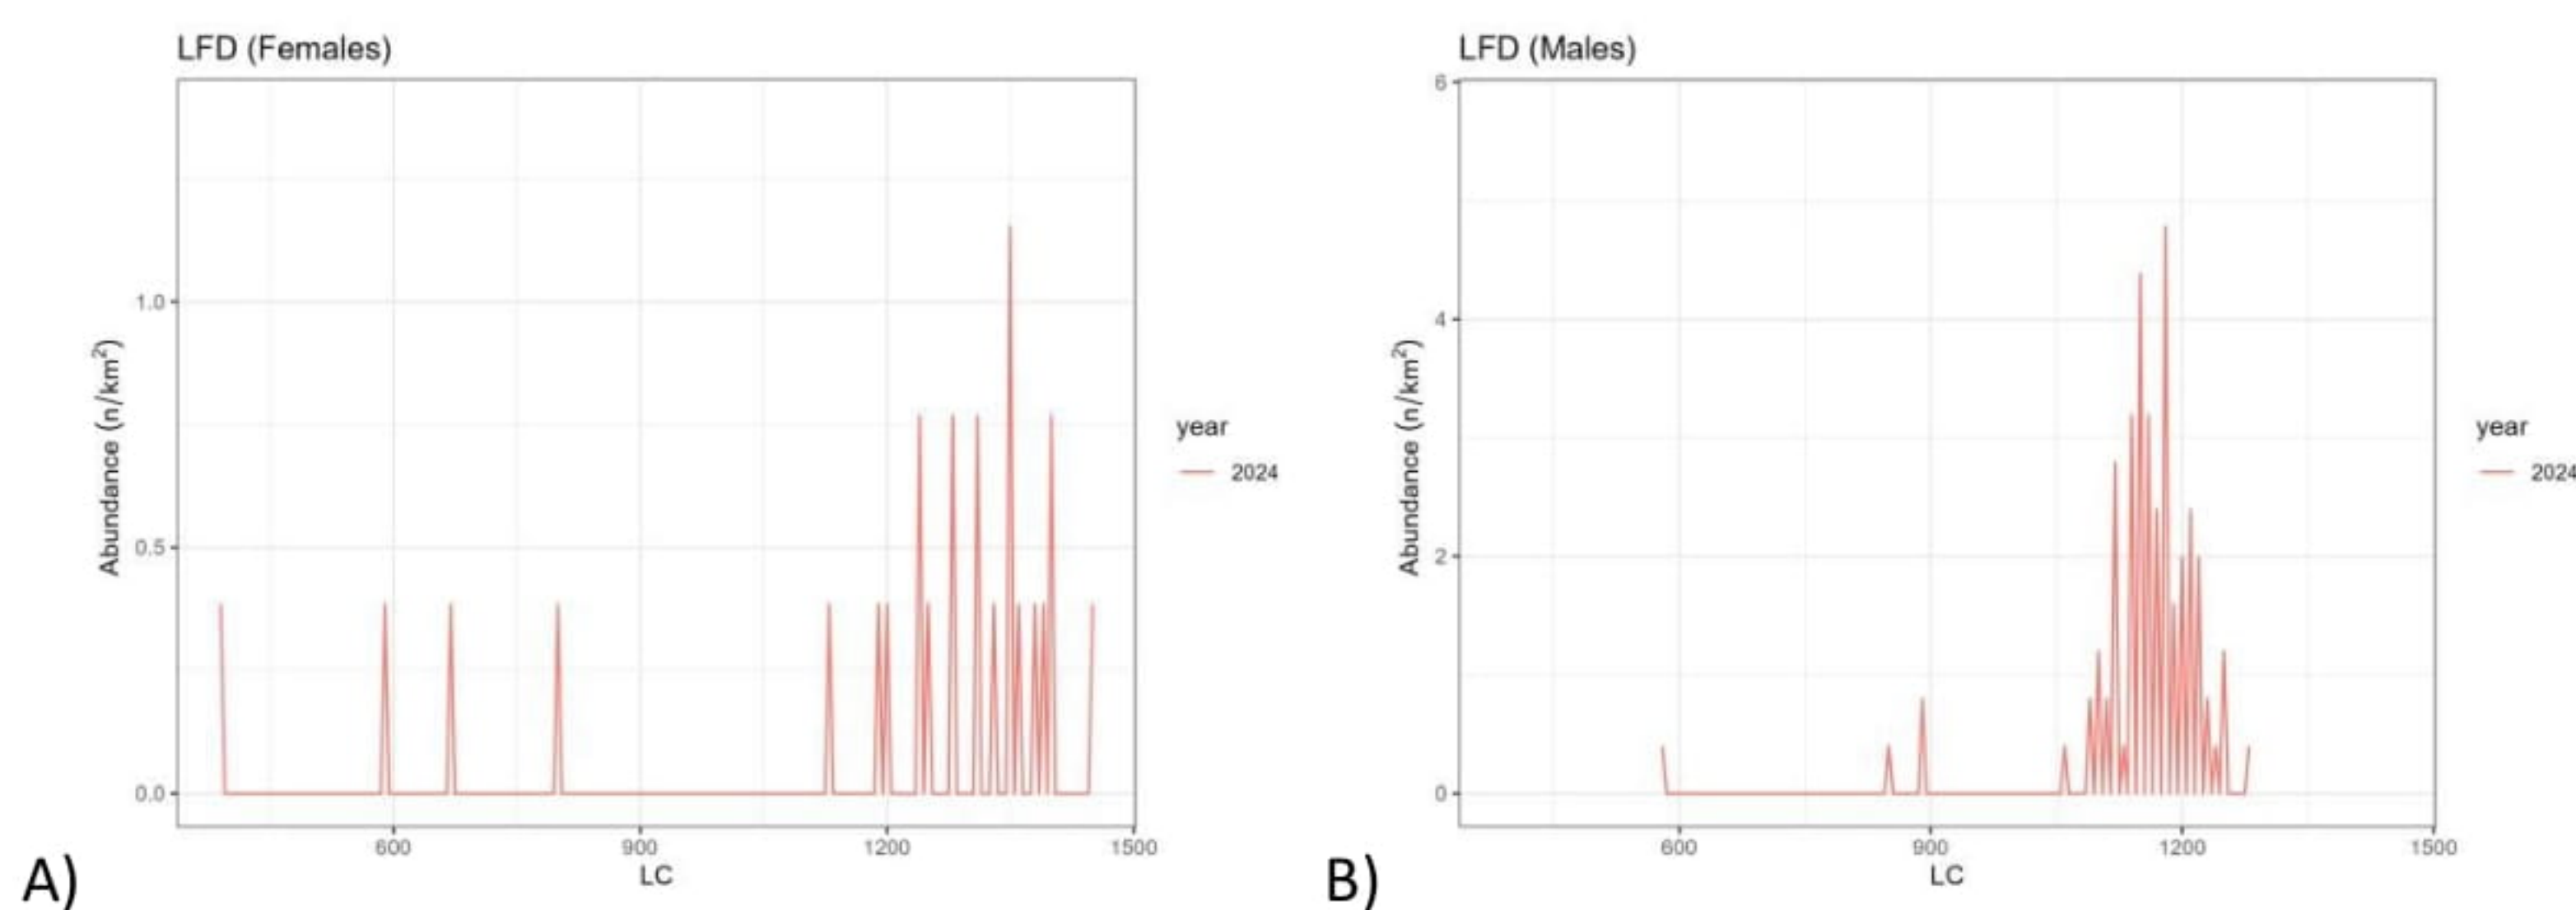 LFD (Females)
Abundance (n/km²)
1.0
0.5
0.0
600 900 1200 1500
LC
year
2024
A)
LFD (Males)
Abundance (n/km²)
6
4
2
0
600 900 1200 1500
LC
year
2024
B)